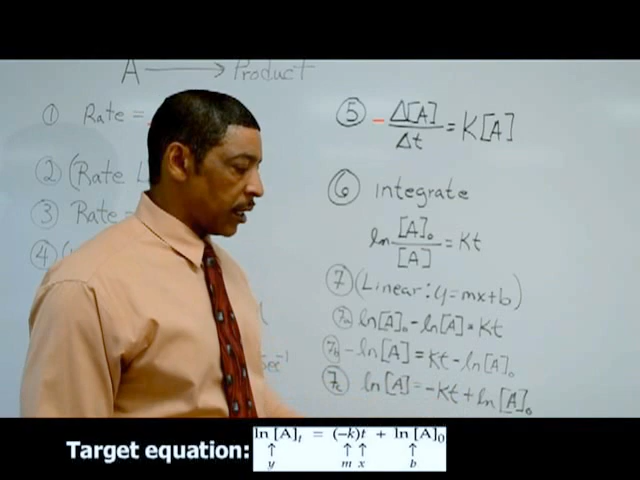 A ⟶ Product
① Rate =
② (Rate L
③ Rate =
④ (
sec⁻¹
⑤ - Δ[A]/Δt = K[A]
⑥ integrate
ln [A]₀/[A] = Kt
⑦ (Linear: y = mx + b)
7a ln[A]₀ - ln[A] = Kt
7b - ln[A] = Kt - ln[A]₀
7c ln[A] = -Kt + ln[A]₀
Target equation: ln [A]t = (–k)t + ln [A]0
↑ ↑ ↑ ↑
y m x b